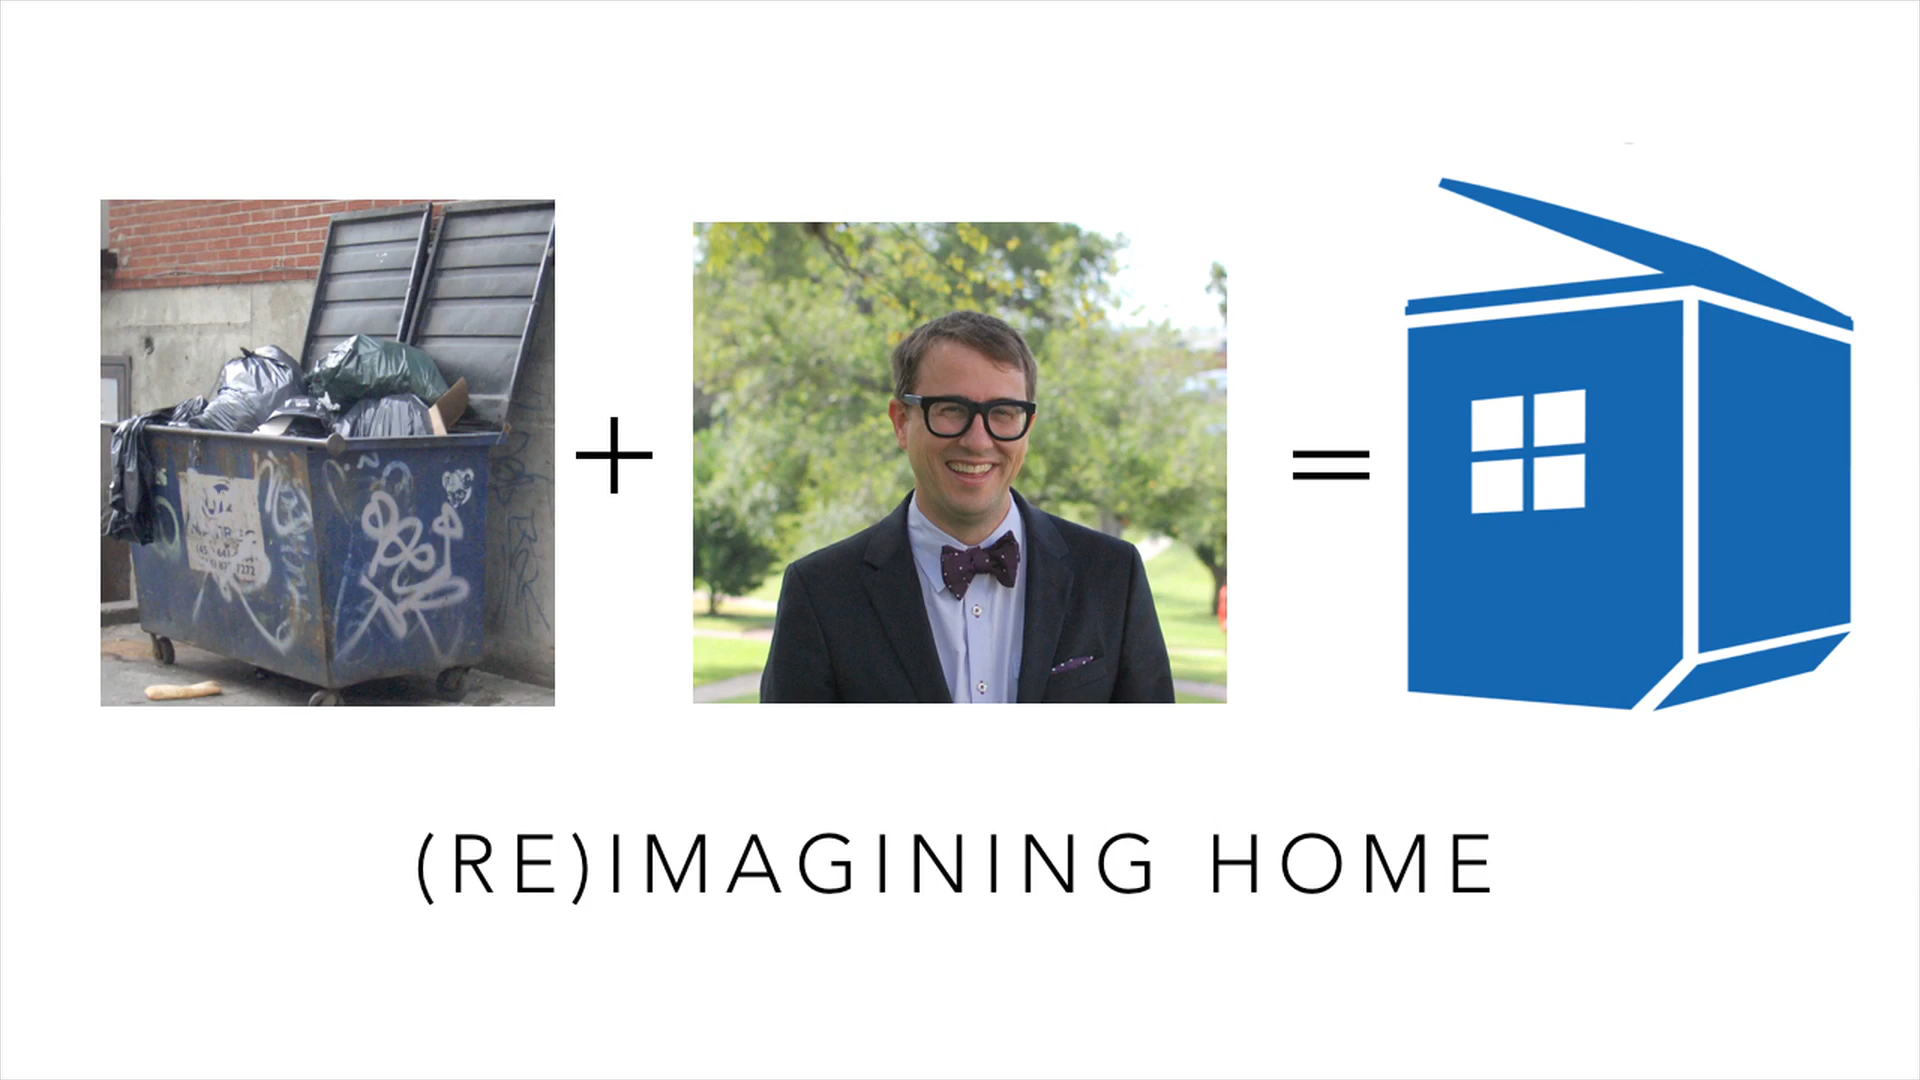 +
=
(RE)IMAGINING HOME